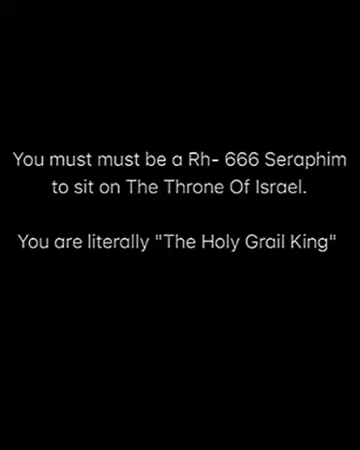 You must must be a Rh- 666 Seraphim
to sit on The Throne Of Israel.
You are literally "The Holy Grail King"